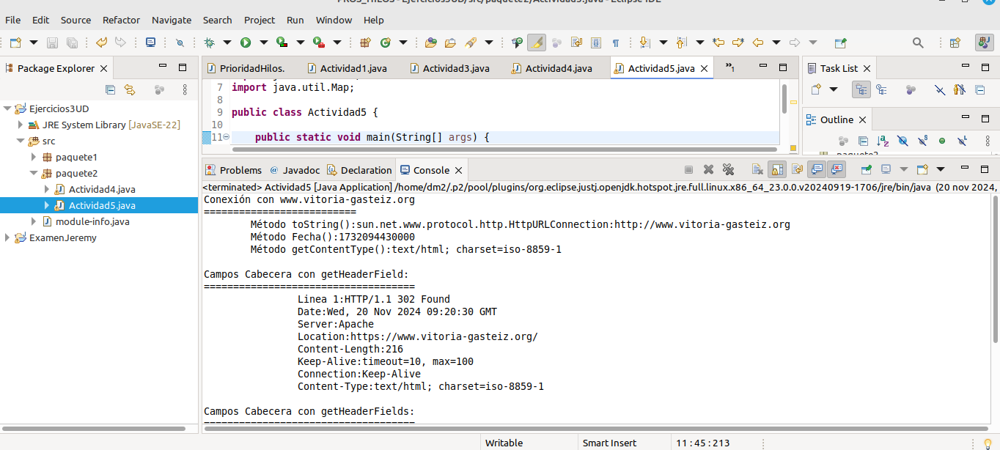 PROS_HILOS - Ejercicios3UD/src/paquete2/Actividad5.java - Eclipse IDE
File Edit Source Refactor Navigate Search Project Run Window Help
Package Explorer
Ejercicios3UD
JRE System Library [JavaSE-22]
src
paquete1
paquete2
Actividad4.java
Actividad5.java
module-info.java
ExamenJeremy
PrioridadHilos. Actividad1.java Actividad3.java Actividad4.java Actividad5.java »1
7 import java.util.Map;
8
9 public class Actividad5 {
10
11 public static void main(String[] args) {
Task List
Outline
paquete2
Problems @ Javadoc Declaration Console
<terminated> Actividad5 [Java Application] /home/dm2/.p2/pool/plugins/org.eclipse.justj.openjdk.hotspot.jre.full.linux.x86_64_23.0.0.v20240919-1706/jre/bin/java (20 nov 2024,
Conexión con www.vitoria-gasteiz.org
==========================
Método toString():sun.net.www.protocol.http.HttpURLConnection:http://www.vitoria-gasteiz.org
Método Fecha():1732094430000
Método getContentType():text/html; charset=iso-8859-1
Campos Cabecera con getHeaderField:
====================================
Linea 1:HTTP/1.1 302 Found
Date:Wed, 20 Nov 2024 09:20:30 GMT
Server:Apache
Location:https://www.vitoria-gasteiz.org/
Content-Length:216
Keep-Alive:timeout=10, max=100
Connection:Keep-Alive
Content-Type:text/html; charset=iso-8859-1
Campos Cabecera con getHeaderFields:
====================================
Writable Smart Insert 11 : 45 : 213